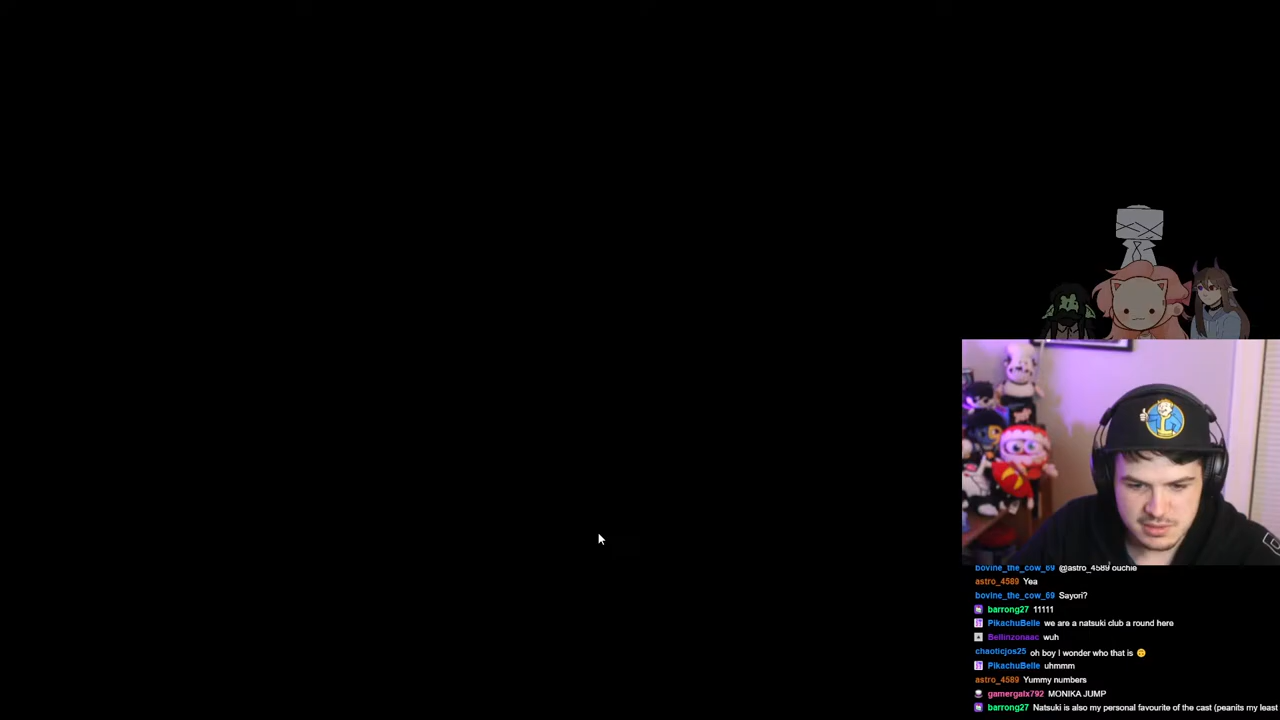 bovine_the_cow_69 @astro_4589 ouchie
astro_4589 Yea
bovine_the_cow_69 Sayori?
barrong27 11111
PikachuBelle we are a natsuki club a round here
Bellinzonaac wuh
chaoticjos25 oh boy I wonder who that is 🙃
PikachuBelle uhmmm
astro_4589 Yummy numbers
gamergalx792 MONIKA JUMP
barrong27 Natsuki is also my personal favourite of the cast (peanits my least